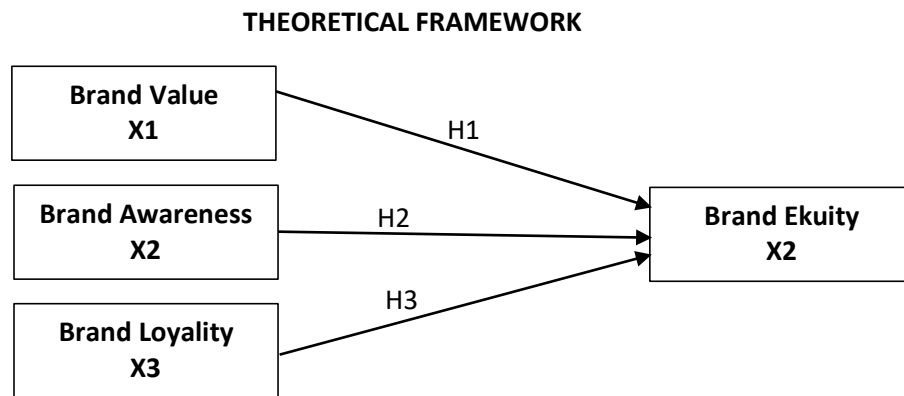 THEORETICAL FRAMEWORK
Brand Value
X1
H1
Brand Awareness
X2
H2
Brand Ekuity
X2
H3
Brand Loyality
X3